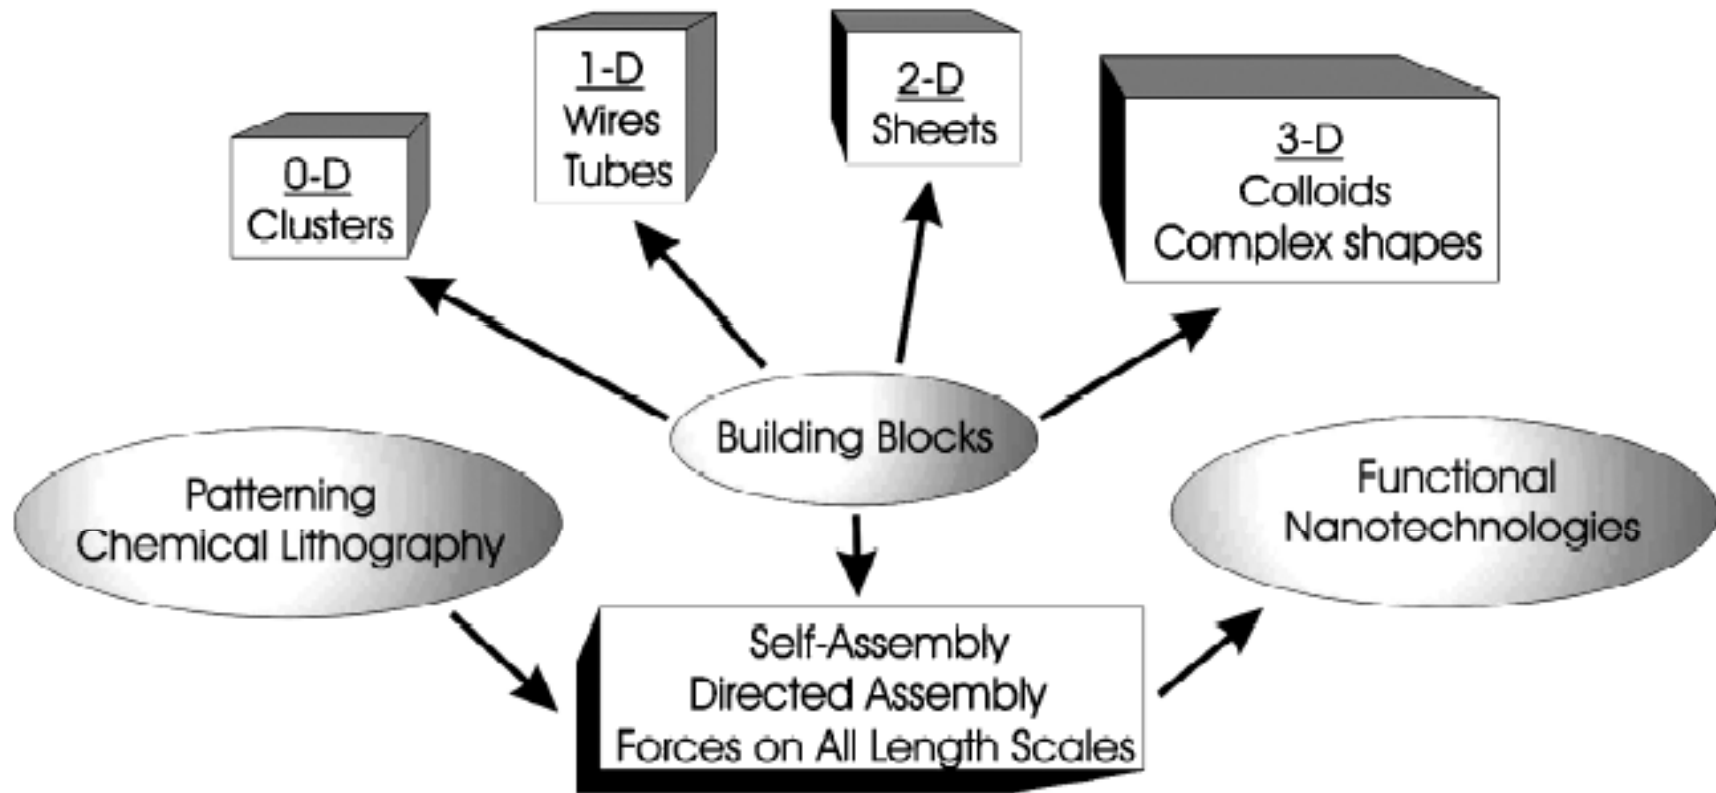 0-D
Clusters
1-D
Wires
Tubes
2-D
Sheets
3-D
Colloids
Complex shapes
Building Blocks
Patterning
Chemical Lithography
Functional
Nanotechnologies
Self-Assembly
Directed Assembly
Forces on All Length Scales